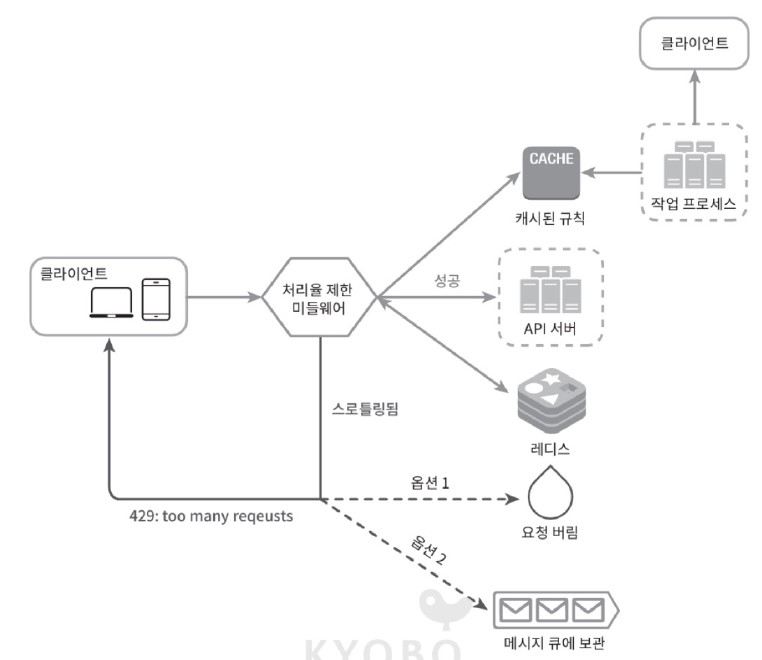 클라이언트
CACHE
캐시된 규칙
작업 프로세스
클라이언트
처리율 제한
미들웨어
성공
API 서버
스로틀링됨
레디스
옵션 1
429: too many reqeusts
요청 버림
옵션 2
메시지 큐에 보관
KYOBO